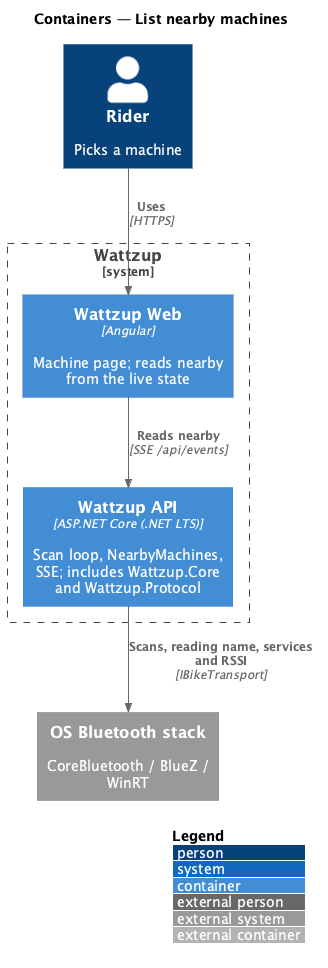 Containers — List nearby machines
Rider
Picks a machine
Uses
[HTTPS]
Wattzup
[system]
Wattzup Web
[Angular]
Machine page; reads nearby
from the live state
Reads nearby
[SSE /api/events]
Wattzup API
[ASP.NET Core (.NET LTS)]
Scan loop, NearbyMachines,
SSE; includes Wattzup.Core
and Wattzup.Protocol
Scans, reading name, services
and RSSI
[IBikeTransport]
OS Bluetooth stack
CoreBluetooth / BlueZ /
WinRT
Legend
person
system
container
external person
external system
external container